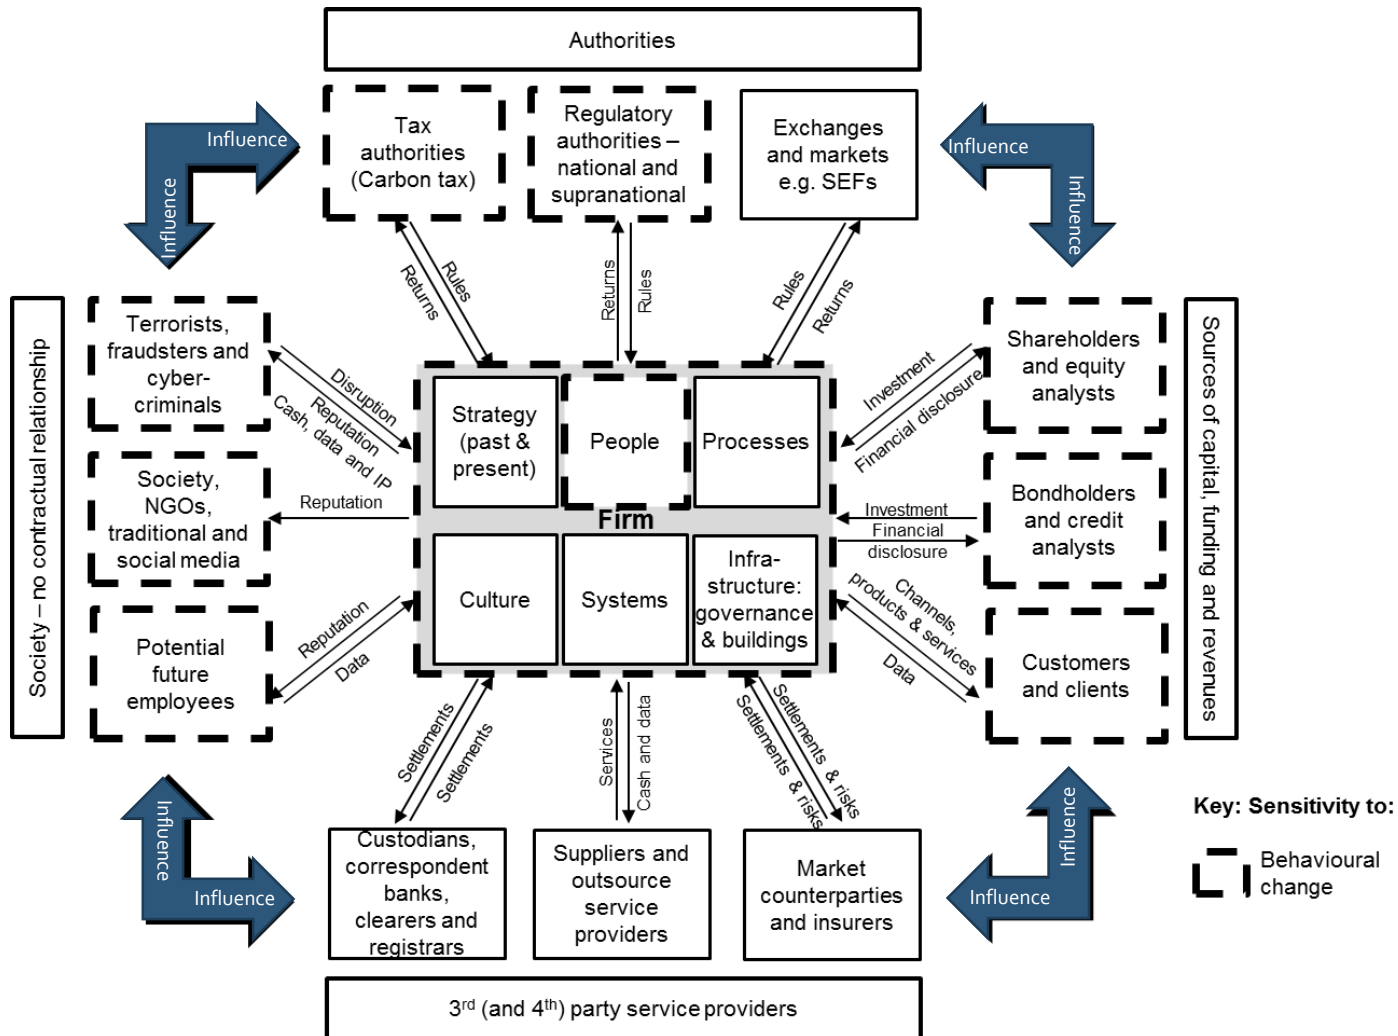 Authorities
Tax
authorities
(Carbon tax)
Regulatory
authorities –
national and
supranational
Exchanges
and markets
e.g. SEFs
Influence
Influence
Influence
Influence
Returns
Rules
Returns
Rules
Rules
Returns
Society – no contractual relationship
Terrorists,
fraudsters and
cyber-
criminals
Society,
NGOs,
traditional and
social media
Potential
future
employees
Disruption
Reputation
Cash, data and IP
Reputation
Reputation
Data
Strategy
(past &
present)
People
Processes
Firm
Culture
Systems
Infra-
structure:
governance
& buildings
Investment
Financial disclosure
Investment
Financial
disclosure
Channels,
products & services
Data
Shareholders
and equity
analysts
Bondholders
and credit
analysts
Customers
and clients
Sources of capital, funding and revenues
Settlements
Settlements
Services
Cash and data
Settlements & risks
Settlements & risks
Influence
Influence
Influence
Influence
Custodians,
correspondent
banks,
clearers and
registrars
Suppliers and
outsource
service
providers
Market
counterparties
and insurers
3rd (and 4th) party service providers
Key: Sensitivity to:
Behavioural
change